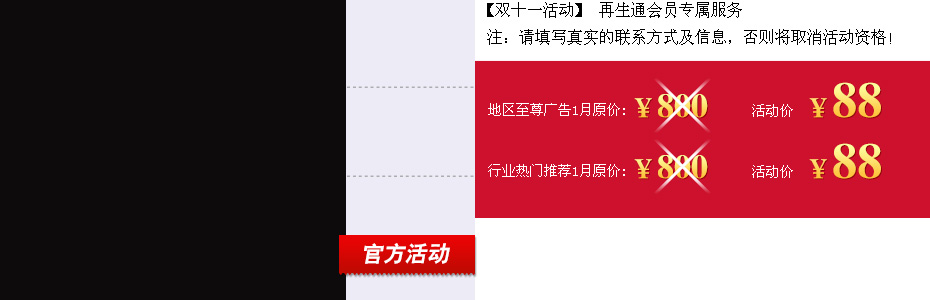 【双十一活动】 再生通会员专属服务
注：请填写真实的联系方式及信息，否则将取消活动资格!
地区至尊广告1月原价：¥800 活动价 ¥88
行业热门推荐1月原价：¥800 活动价 ¥88
官方活动